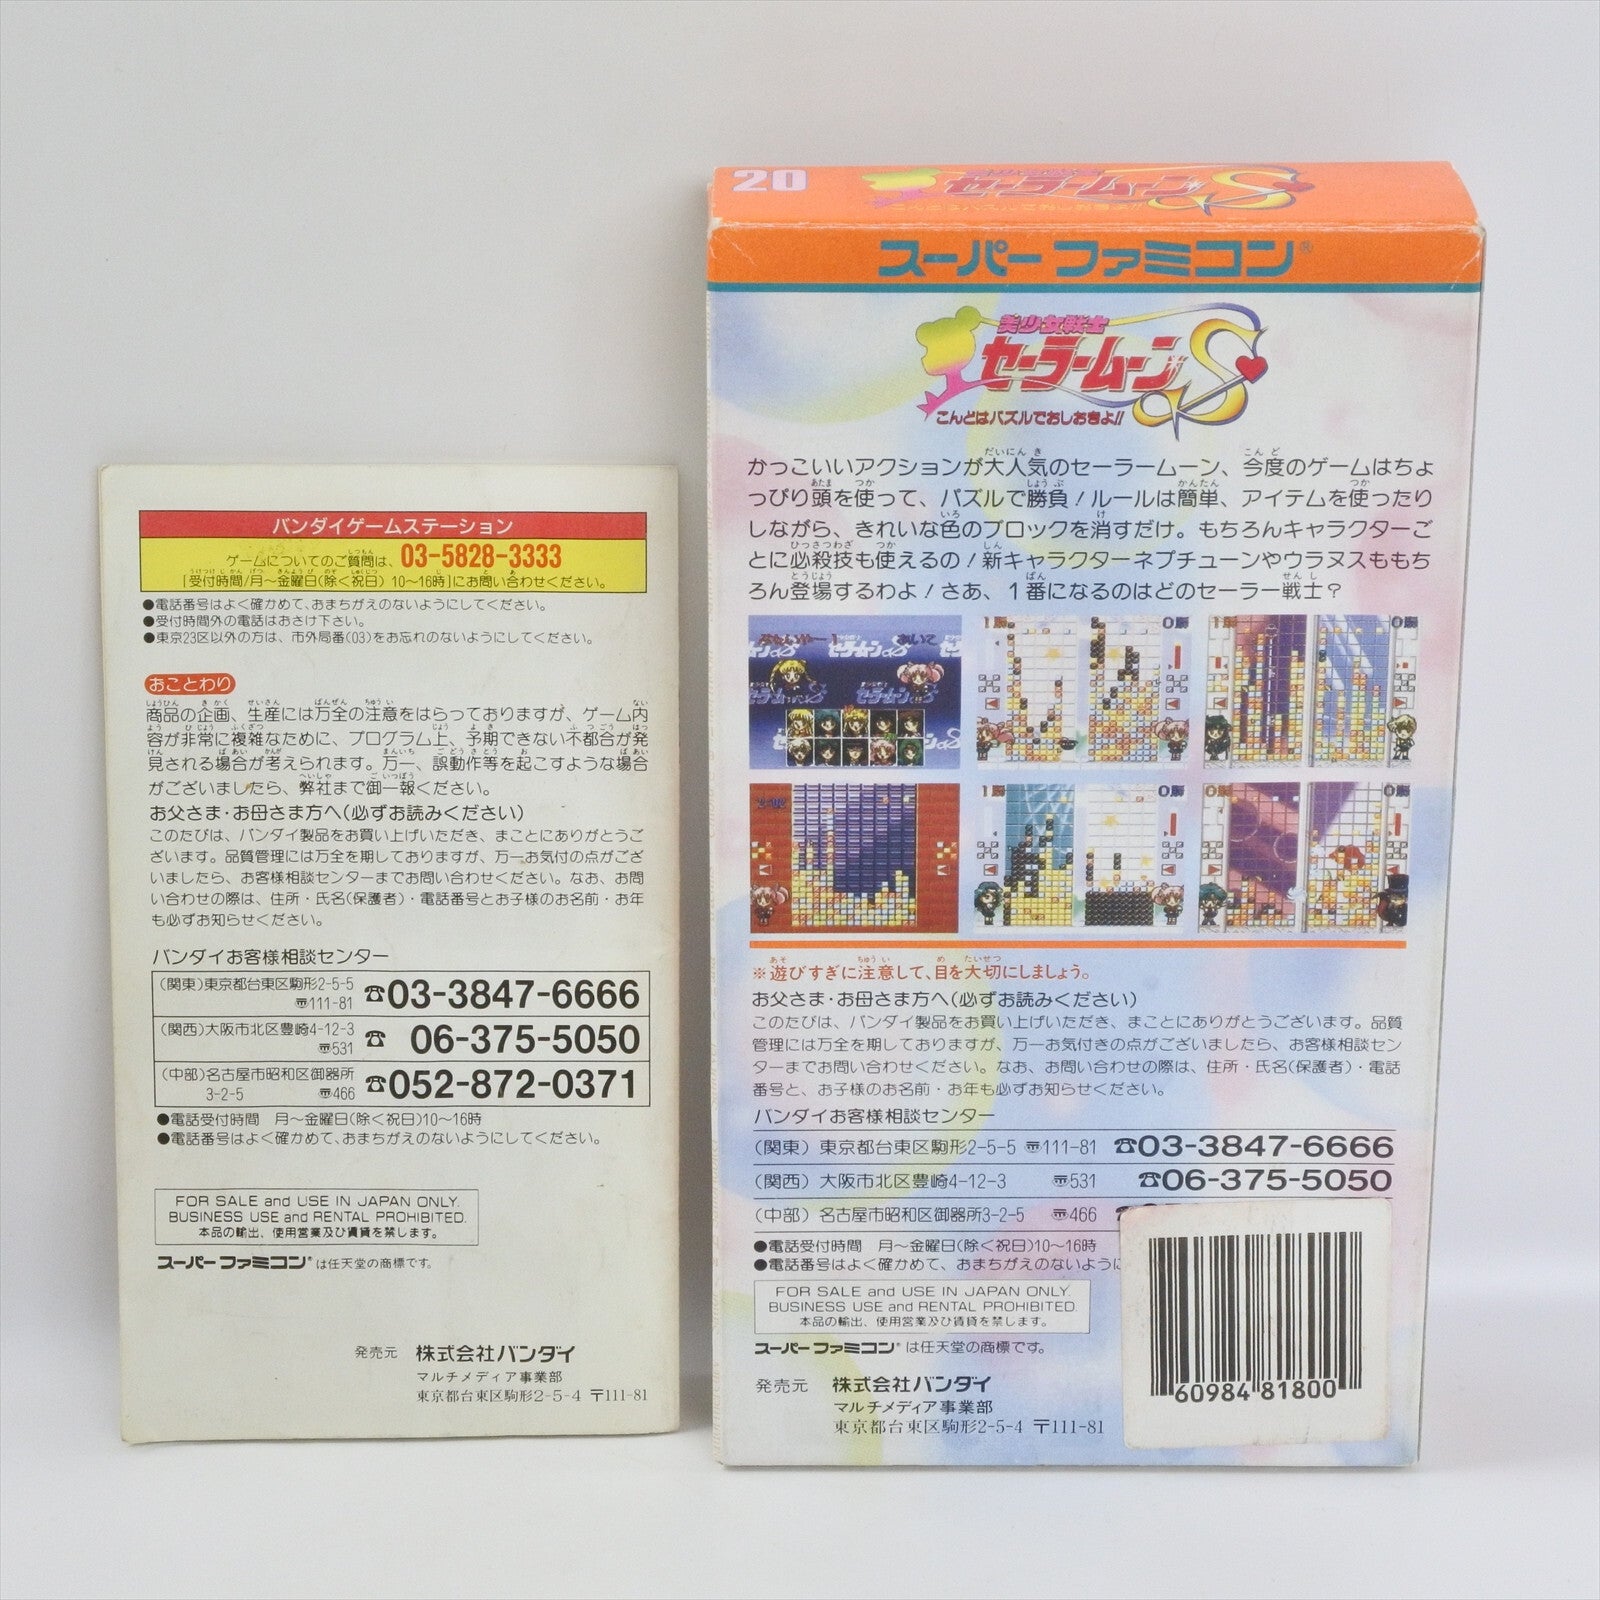 バンダイゲームステーション
ゲームについてのご質問は、03-5828-3333
[受付時間/月〜金曜日(除く祝日) 10〜16時]にお問い合わせください。
●電話番号はよく確かめて、おまちがえのないようにしてください。
●受付時間外の電話はおさけ下さい。
●東京23区以外の方は、市外局番(03)をお忘れのないようにしてください。
おことわり
商品の企画、生産には万全の注意をはらっておりますが、ゲーム内
容が非常に複雑なために、プログラム上、予期できない不都合が発
見される場合が考えられます。万一、誤動作等を起こすような場合
がございましたら、弊社まで御一報ください。
お父さま・お母さま方へ(必ずお読みください)
このたびは、バンダイ製品をお買い上げいただき、まことにありがとうご
ざいます。品質管理には万全を期しておりますが、万一お気付の点がござ
いましたら、お客様相談センターまでお問い合わせください。なお、お問
い合わせの際は、住所・氏名(保護者)・電話番号とお子様のお名前・お年
も必ずお知らせください。
バンダイお客様相談センター
(関東)東京都台東区駒形2-5-5 〠111-81 ☎03-3847-6666
(関西)大阪市北区豊崎4-12-3 〠531 ☎06-375-5050
(中部)名古屋市昭和区御器所3-2-5 〠466 ☎052-872-0371
●電話受付時間 月〜金曜日(除く祝日)10〜16時
●電話番号はよく確かめて、おまちがえのないようにしてください。
FOR SALE and USE IN JAPAN ONLY.
BUSINESS USE and RENTAL PROHIBITED.
本品の輸出、使用営業及び賃貸を禁じます。
スーパーファミコン®は任天堂の商標です。
発売元 株式会社バンダイ
マルチメディア事業部
東京都台東区駒形2-5-4 〒111-81
20
セーラームーンS
スーパーファミコン®
美少女戦士
セーラームーンS
こんどはパズルでおしおきよ!!
かっこいいアクションが大人気のセーラームーン、今度のゲームはちょ
っぴり頭を使って、パズルで勝負!ルールは簡単、アイテムを使ったり
しながら、きれいな色のブロックを消すだけ。もちろんキャラクターご
とに必殺技も使えるの!新キャラクターネプチューンやウラヌスももち
ろん登場するわよ!さあ、1番になるのはどのセーラー戦士?
1勝 0勝
1勝 0勝
1勝 0勝
0勝 0勝
※遊びすぎに注意して、目を大切にしましょう。
お父さま・お母さま方へ(必ずお読みください)
このたびは、バンダイ製品をお買い上げいただき、まことにありがとうございます。品質
管理には万全を期しておりますが、万一お気付きの点がございましたら、お客様相談セン
ターまでお問い合わせください。なお、お問い合わせの際は、住所・氏名(保護者)・電話
番号と、お子様のお名前・お年も必ずお知らせください。
バンダイお客様相談センター
(関東) 東京都台東区駒形2-5-5 〠111-81 ☎03-3847-6666
(関西) 大阪市北区豊崎4-12-3 〠531 ☎06-375-5050
(中部) 名古屋市昭和区御器所3-2-5 〠466
●電話受付時間 月〜金曜日(除く祝日)10〜16時
●電話番号はよく確かめて、おまちがえのないように
FOR SALE and USE IN JAPAN ONLY.
BUSINESS USE and RENTAL PROHIBITED.
本品の輸出、使用営業及び賃貸を禁じます。
スーパーファミコン®は任天堂の商標です。
発売元 株式会社バンダイ
マルチメディア事業部
東京都台東区駒形2-5-4 〒111-81
60984 81800